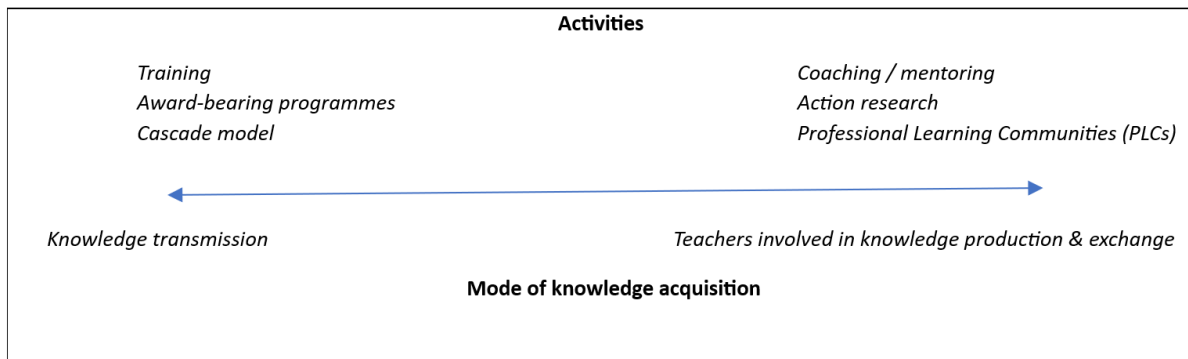 Activities
Training
Award-bearing programmes
Cascade model
Coaching / mentoring
Action research
Professional Learning Communities (PLCs)
Knowledge transmission
Teachers involved in knowledge production & exchange
Mode of knowledge acquisition